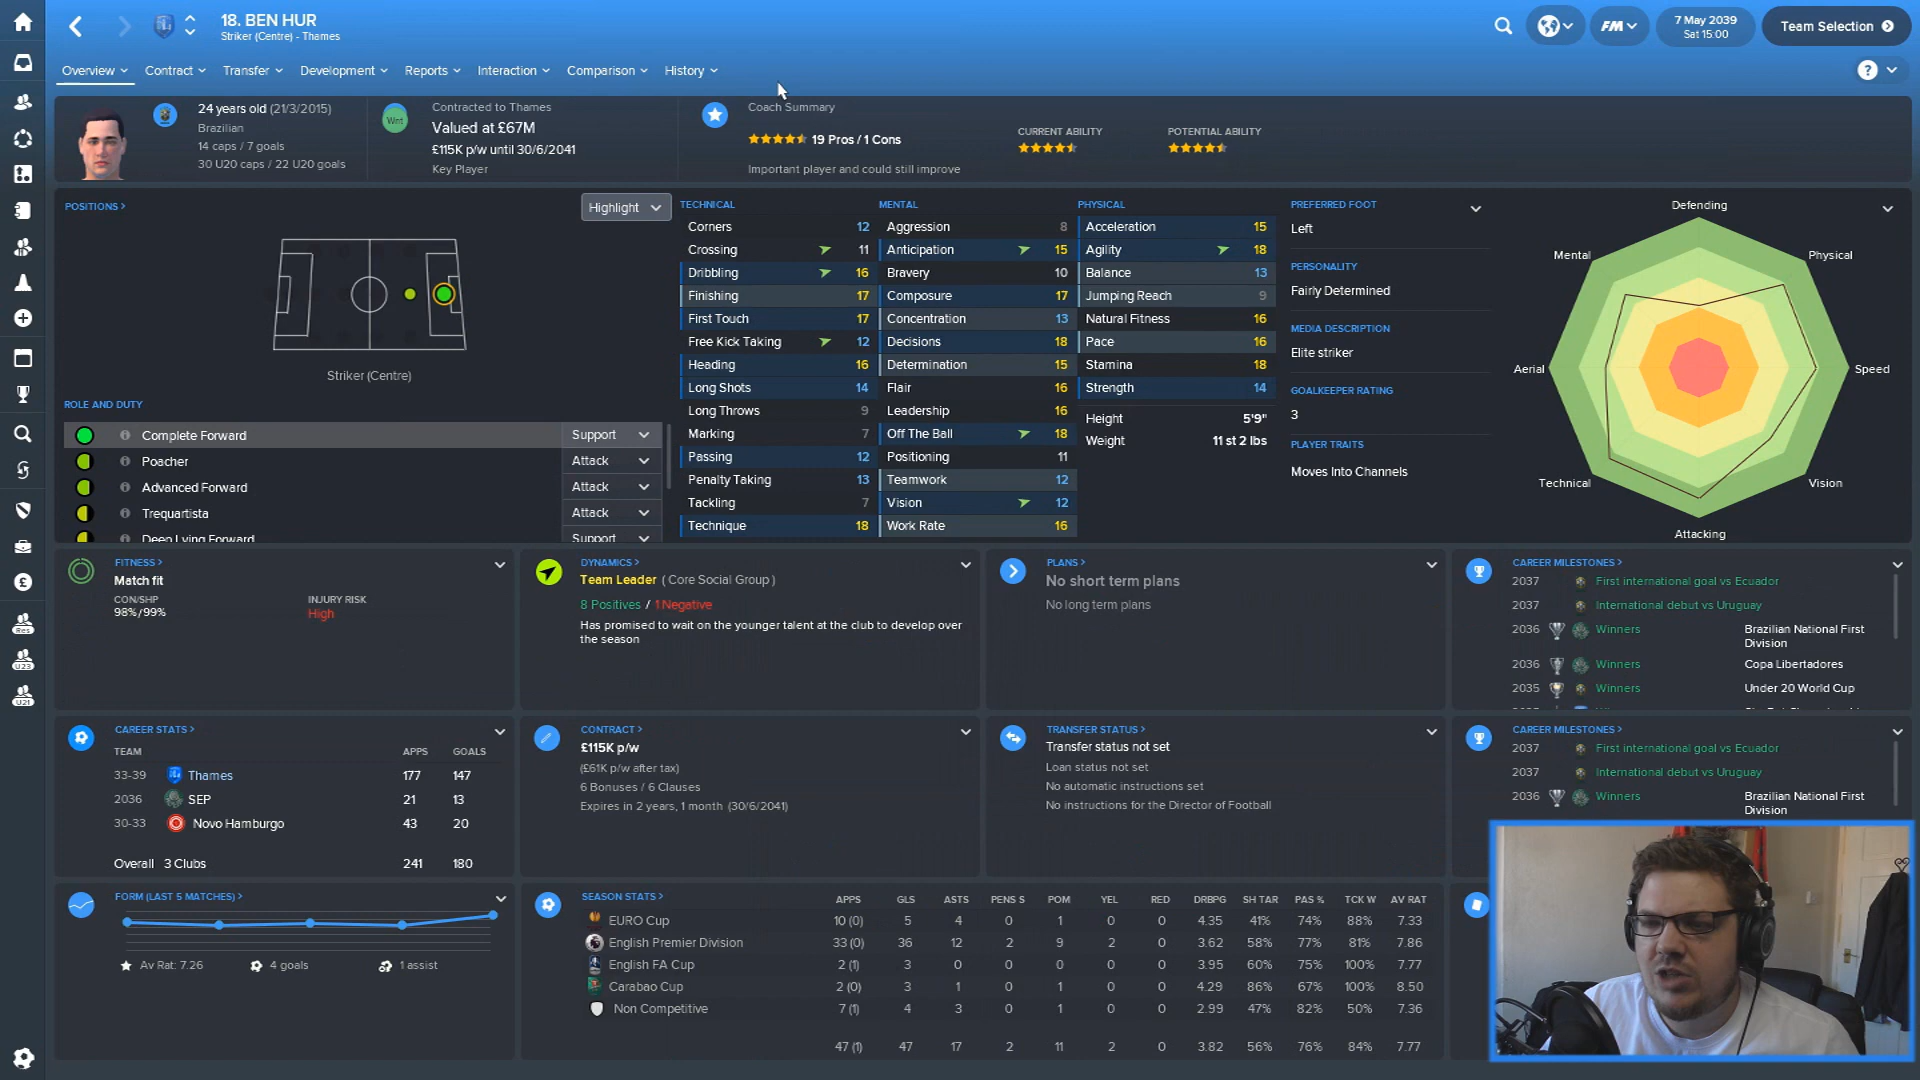 18. BEN HUR
Striker (Centre) - Thames
FM
7 May 2039
Sat 15:00
Team Selection
Overview
Contract
Transfer
Development
Reports
Interaction
Comparison
History
?
24 years old (21/3/2015)
Brazilian
14 caps / 7 goals
30 U20 caps / 22 U20 goals
Wnt
Contracted to Thames
Valued at £67M
£115K p/w until 30/6/2041
Key Player
Coach Summary
19 Pros / 1 Cons
Important player and could still improve
CURRENT ABILITY
POTENTIAL ABILITY
POSITIONS >
Highlight
Striker (Centre)
ROLE AND DUTY
Complete Forward Support
Poacher Attack
Advanced Forward Attack
Trequartista Attack
Deep Lying Forward Support
TECHNICAL
Corners 12
Crossing 11
Dribbling 16
Finishing 17
First Touch 17
Free Kick Taking 12
Heading 16
Long Shots 14
Long Throws 9
Marking 7
Passing 12
Penalty Taking 13
Tackling 7
Technique 18
MENTAL
Aggression 8
Anticipation 15
Bravery 10
Composure 17
Concentration 13
Decisions 18
Determination 15
Flair 16
Leadership 16
Off The Ball 18
Positioning 11
Teamwork 12
Vision 12
Work Rate 16
PHYSICAL
Acceleration 15
Agility 18
Balance 13
Jumping Reach 9
Natural Fitness 16
Pace 16
Stamina 18
Strength 14
Height 5'9"
Weight 11 st 2 lbs
PREFERRED FOOT
Left
PERSONALITY
Fairly Determined
MEDIA DESCRIPTION
Elite striker
GOALKEEPER RATING
3
PLAYER TRAITS
Moves Into Channels
Defending
Mental
Physical
Aerial
Speed
Technical
Vision
Attacking
FITNESS >
Match fit
CON/SHP
98%/99%
INJURY RISK
High
DYNAMICS >
Team Leader ( Core Social Group )
8 Positives / 1 Negative
Has promised to wait on the younger talent at the club to develop over
the season
PLANS >
No short term plans
No long term plans
CAREER MILESTONES >
2037 First international goal vs Ecuador
2037 International debut vs Uruguay
2036 Winners Brazilian National First
Division
2036 Winners Copa Libertadores
2035 Winners Under 20 World Cup
CAREER STATS >
TEAM APPS GOALS
33-39 Thames 177 147
2036 SEP 21 13
30-33 Novo Hamburgo 43 20
Overall 3 Clubs 241 180
CONTRACT >
£115K p/w
(£61K p/w after tax)
6 Bonuses / 6 Clauses
Expires in 2 years, 1 month (30/6/2041)
TRANSFER STATUS >
Transfer status not set
Loan status not set
No automatic instructions set
No instructions for the Director of Football
CAREER MILESTONES >
2037 First international goal vs Ecuador
2037 International debut vs Uruguay
2036 Winners Brazilian National First
Division
FORM (LAST 5 MATCHES) >
Av Rat: 7.26
4 goals
1 assist
SEASON STATS > APPS GLS ASTS PENS S POM YEL RED DRBPG SH TAR PAS % TCK W AV RAT
EURO Cup 10 (0) 5 4 0 1 0 0 4.35 41% 74% 88% 7.33
English Premier Division 33 (0) 36 12 2 9 2 0 3.62 58% 77% 81% 7.86
English FA Cup 2 (1) 3 0 0 0 0 0 3.95 60% 75% 100% 7.77
Carabao Cup 2 (0) 3 1 0 1 0 0 4.29 86% 67% 100% 8.50
Non Competitive 7 (1) 4 3 0 1 0 0 2.99 47% 82% 50% 7.36
47 (1) 47 17 2 11 2 0 3.82 56% 76% 84% 7.77
£
Res
U23
U21